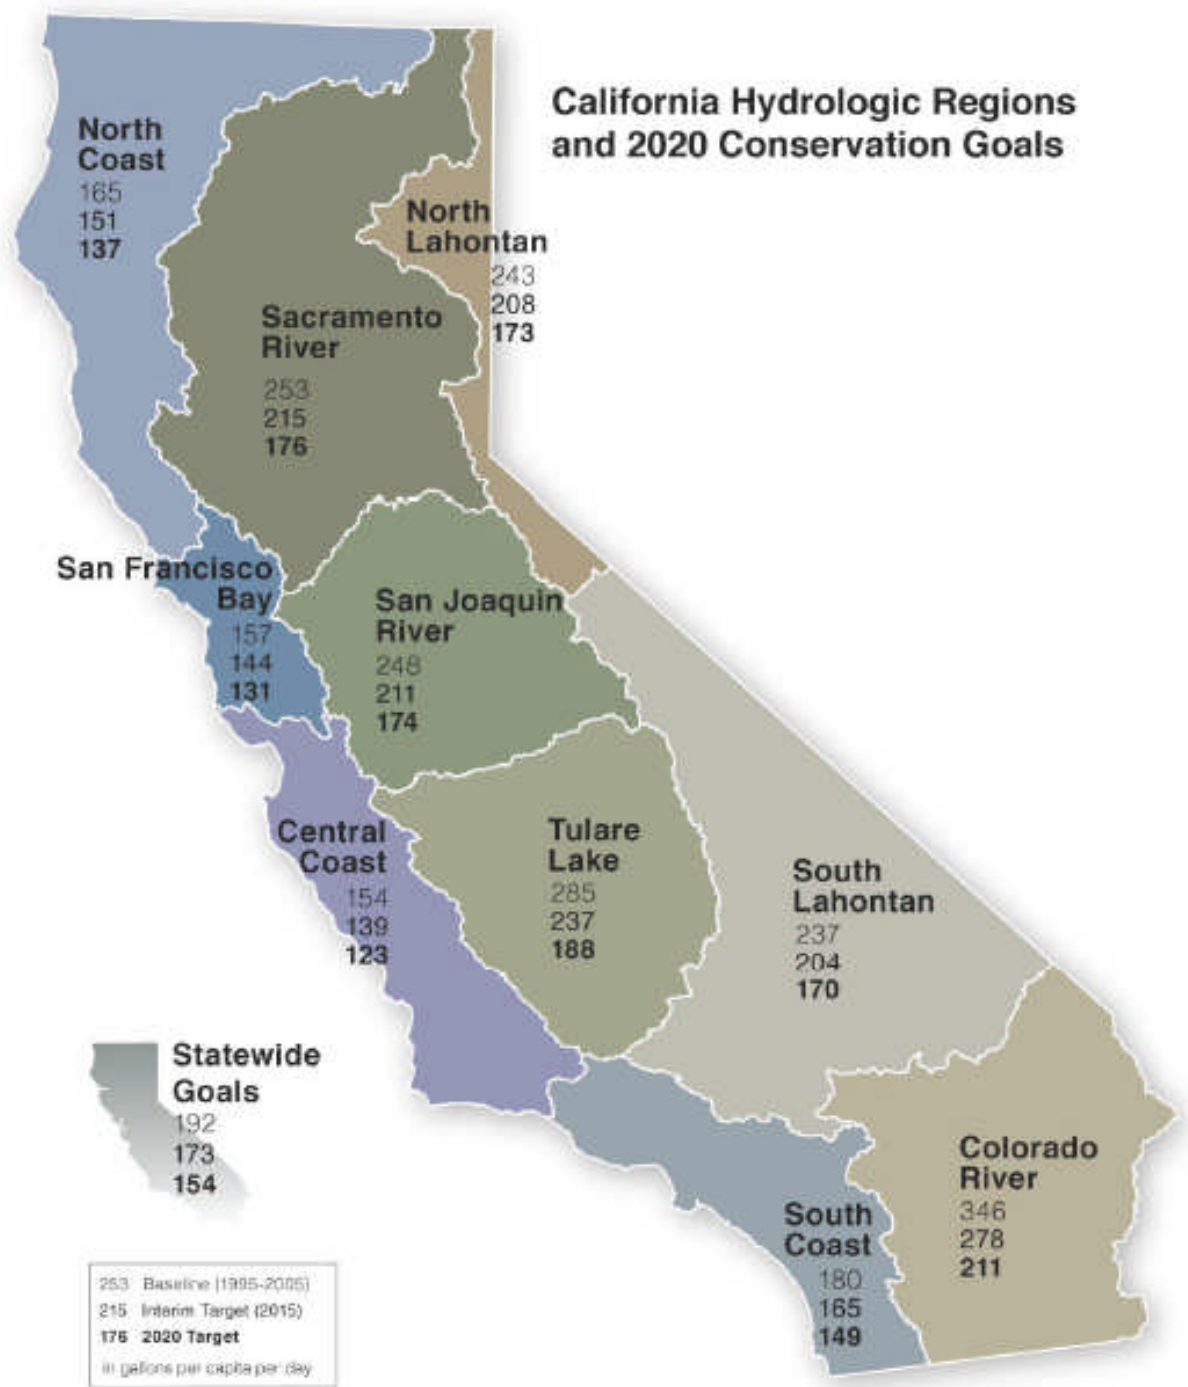 California Hydrologic Regions
and 2020 Conservation Goals
North
Coast
165
151
137
North
Lahontan
243
208
173
Sacramento
River
253
215
176
San Francisco
Bay
157
144
131
San Joaquin
River
248
211
174
Central
Coast
154
139
123
Tulare
Lake
285
237
188
South
Lahontan
237
204
170
Statewide
Goals
192
173
154
Colorado
River
346
278
211
South
Coast
180
165
149
253 Baseline (1995-2005)
215 Interim Target (2015)
176 2020 Target
in gallons per capita per day